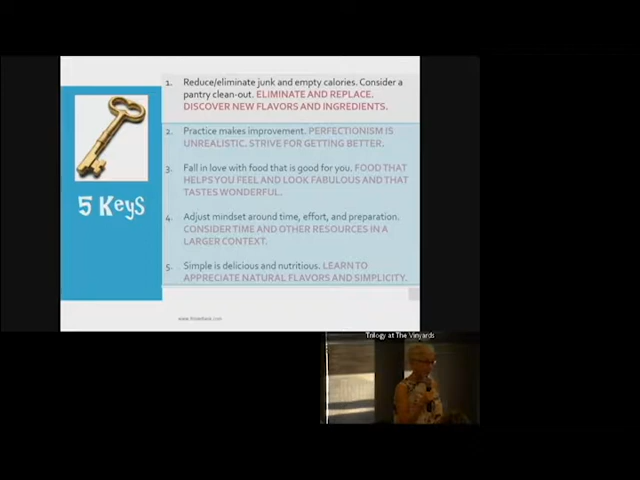 1. Reduce/eliminate junk and empty calories. Consider a
pantry clean-out. ELIMINATE AND REPLACE.
DISCOVER NEW FLAVORS AND INGREDIENTS.
2. Practice makes improvement. PERFECTIONISM IS
UNREALISTIC. STRIVE FOR GETTING BETTER.
3. Fall in love with food that is good for you. FOOD THAT
HELPS YOU FEEL AND LOOK FABULOUS AND THAT
TASTES WONDERFUL.
5 Keys
4. Adjust mindset around time, effort, and preparation.
CONSIDER TIME AND OTHER RESOURCES IN A
LARGER CONTEXT.
5. Simple is delicious and nutritious. LEARN TO
APPRECIATE NATURAL FLAVORS AND SIMPLICITY.
Trilogy at The Vinyards